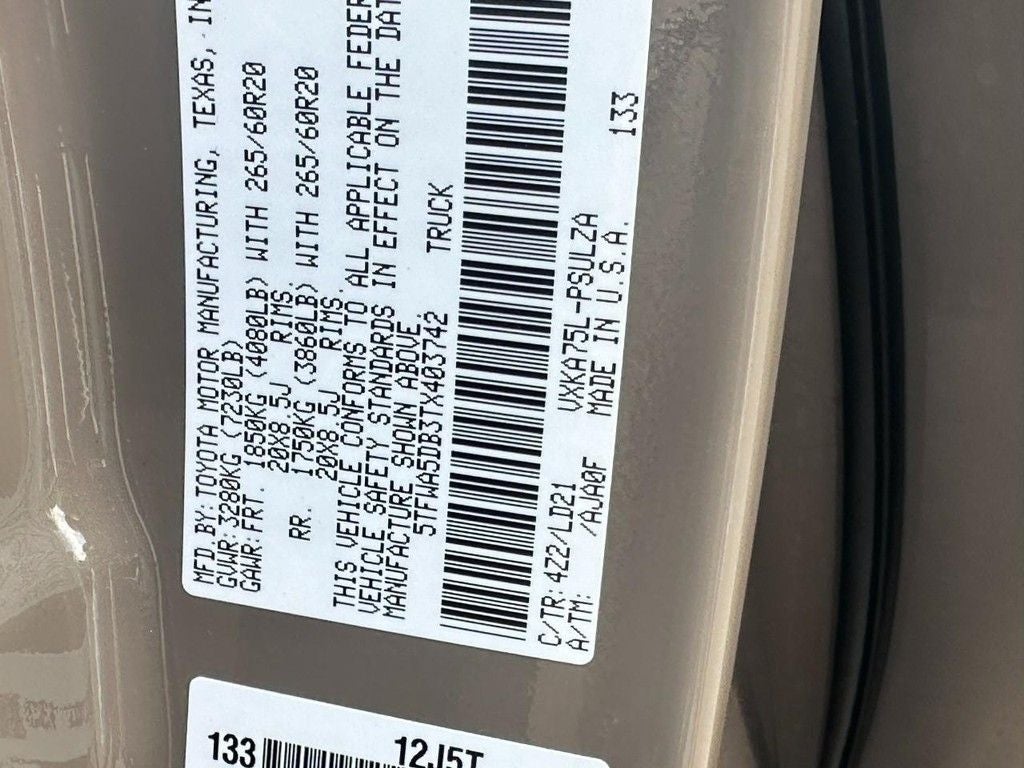 MFD. BY: TOYOTA MOTOR MANUFACTURING, TEXAS, IN
GVWR: 3280KG (7230LB)
GAWR: FRT. 1850KG (4080LB) WITH 265/60R20
20X8.5J RIMS.
RR. 1750KG (3860LB) WITH 265/60R20
20X8.5J RIMS
THIS VEHICLE CONFORMS TO ALL APPLICABLE FEDER
VEHICLE SAFETY STANDARDS IN EFFECT ON THE DAT
MANUFACTURE SHOWN ABOVE.
5TFWA5DB3TX403742 TRUCK
C/TR: 4Z2/LD21 VXKA75L-PSULZA 133
A/TM: /AJA0F MADE IN U.S.A.
133 12J5T